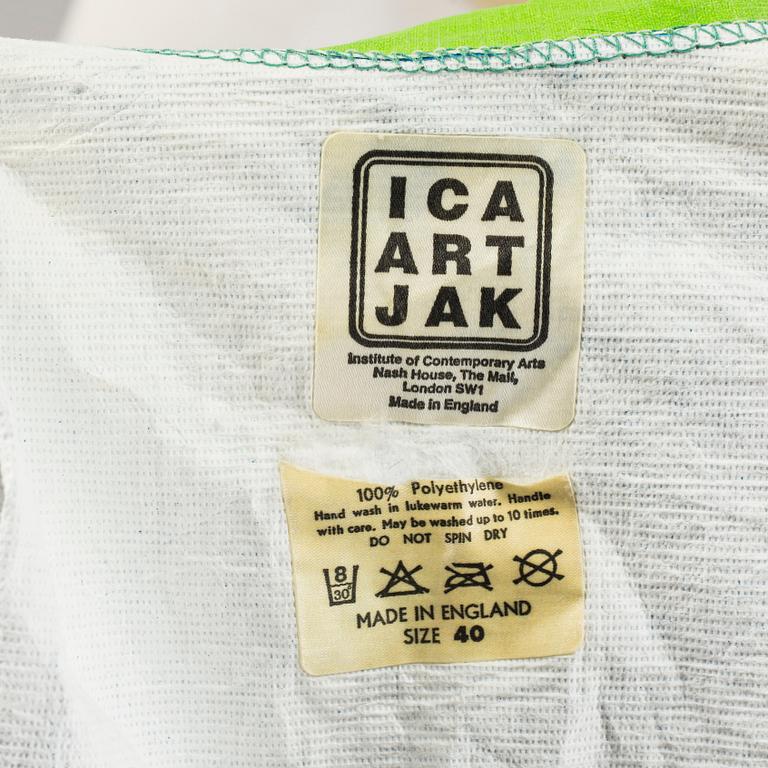 ICA
ART
JAK
Institute of Contemporary Arts
Nash House, The Mall,
London SW1
Made in England
100% Polyethylene
Hand wash in lukewarm water. Handle
with care. May be washed up to 10 times.
DO NOT SPIN DRY
8
30°
MADE IN ENGLAND
SIZE 40